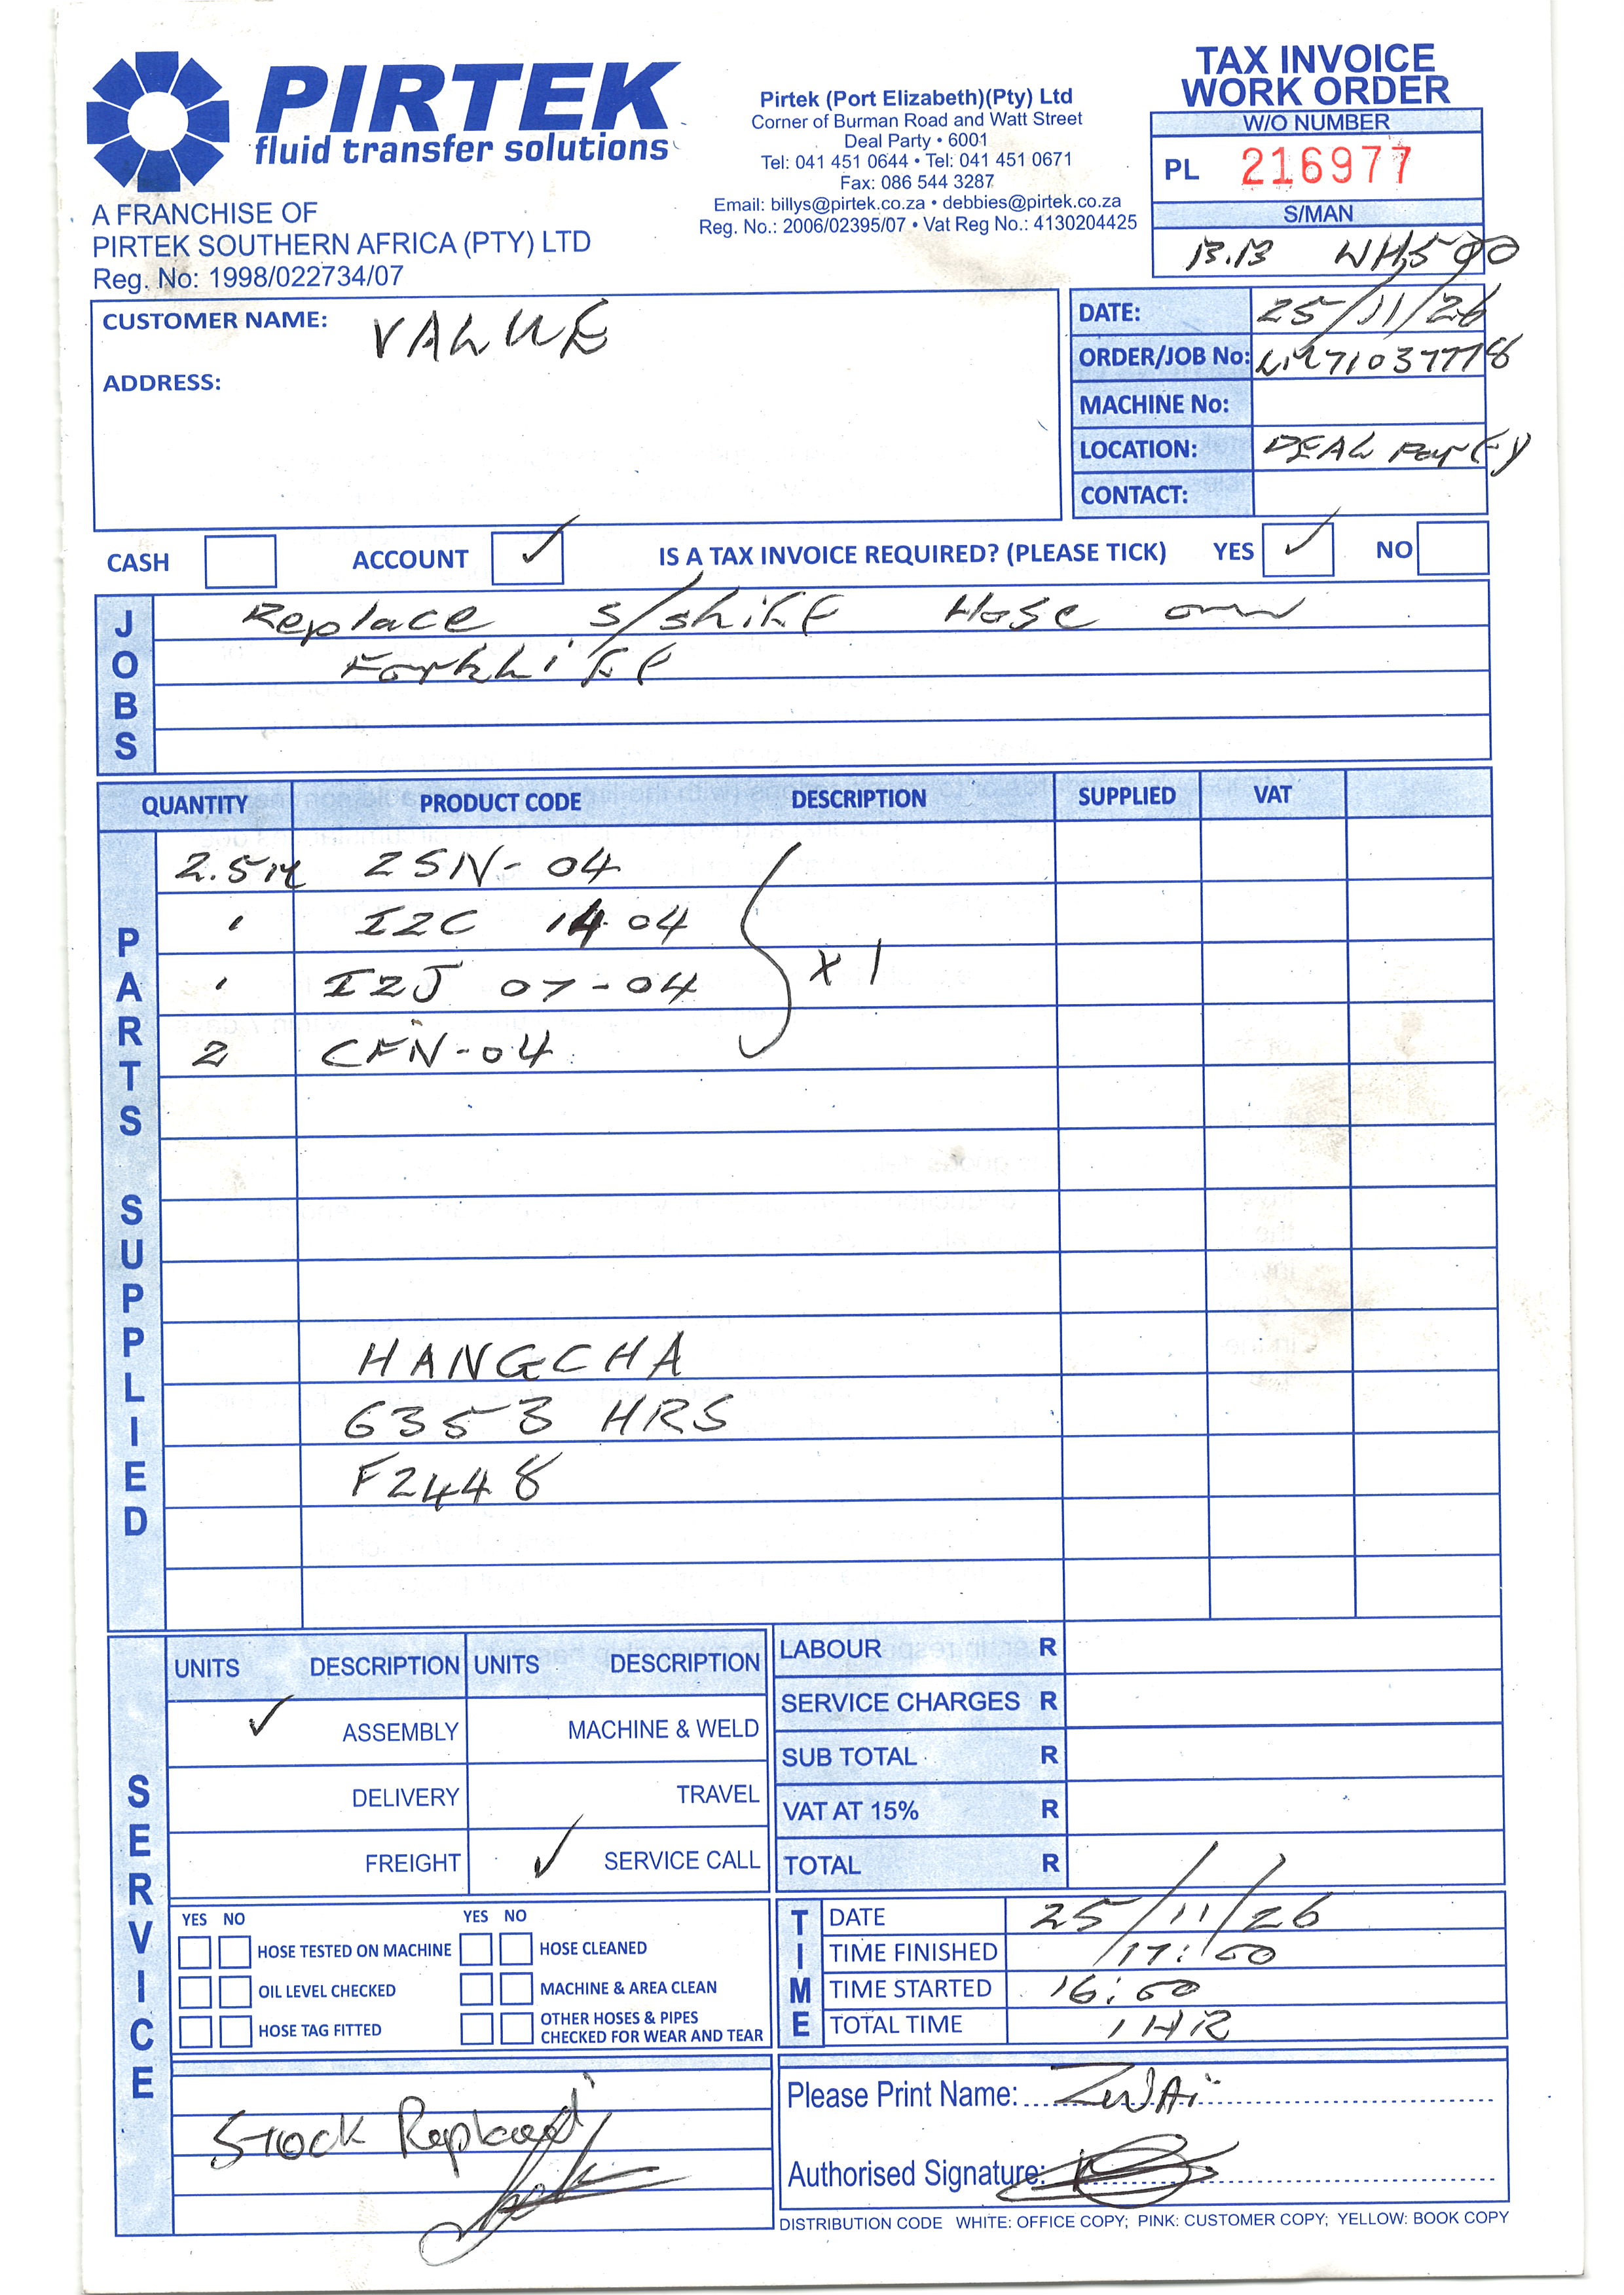 PIRTEK
fluid transfer solutions
A FRANCHISE OF
PIRTEK SOUTHERN AFRICA (PTY) LTD
Reg. No: 1998/022734/07
Pirtek (Port Elizabeth)(Pty) Ltd
Corner of Burman Road and Watt Street
Deal Party • 6001
Tel: 041 451 0644 • Tel: 041 451 0671
Fax: 086 544 3287
Email: billys@pirtek.co.za • debbies@pirtek.co.za
Reg. No.: 2006/02395/07 • Vat Reg No.: 4130204425
TAX INVOICE
WORK ORDER
W/O NUMBER
PL 216977
S/MAN
B.B WH500
CUSTOMER NAME: VALUE
ADDRESS:
DATE: 25/11/26
ORDER/JOB No: LM71037778
MACHINE No:
LOCATION: DEAL Party
CONTACT:
CASH ACCOUNT ✓ IS A TAX INVOICE REQUIRED? (PLEASE TICK) YES ✓ NO
JOBS
Replace s/shift Hose on
Forklift
QUANTITY PRODUCT CODE DESCRIPTION SUPPLIED VAT
PARTS SUPPLIED
2.5M 2SN-04
1 I2C 14 04
1 I2J 07-04
x 1
2 CFN-04
HANGCHA
6353 HRS
F2448
SERVICE
UNITS DESCRIPTION UNITS DESCRIPTION
✓ ASSEMBLY MACHINE & WELD
DELIVERY TRAVEL
FREIGHT ✓ SERVICE CALL
LABOUR R
SERVICE CHARGES R
SUB TOTAL R
VAT AT 15% R
TOTAL R
YES NO YES NO
HOSE TESTED ON MACHINE HOSE CLEANED
OIL LEVEL CHECKED MACHINE & AREA CLEAN
HOSE TAG FITTED OTHER HOSES & PIPES
CHECKED FOR WEAR AND TEAR
TIME
DATE 25/11/26
TIME FINISHED 17:00
TIME STARTED 16:00
TOTAL TIME 1 HR
Stock Replaced
Please Print Name:
Authorised Signature:
DISTRIBUTION CODE WHITE: OFFICE COPY; PINK: CUSTOMER COPY; YELLOW: BOOK COPY